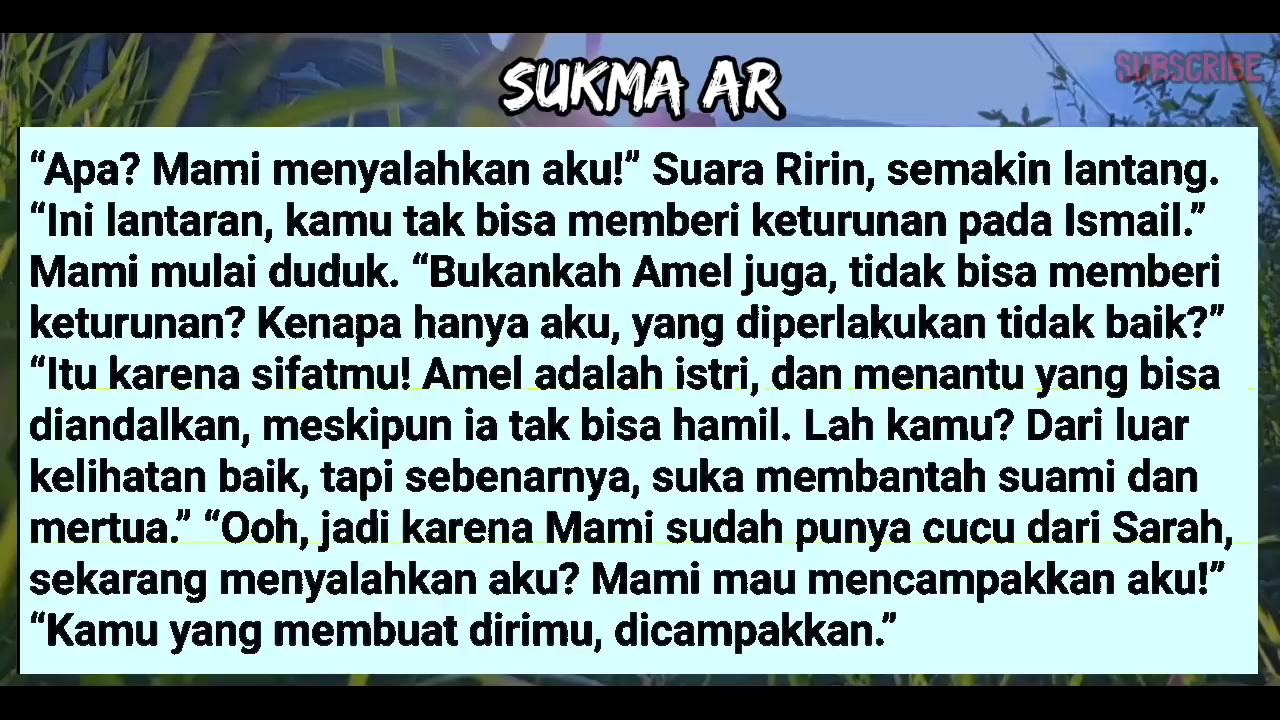 SUKMA AR
SUBSCRIBE
“Apa? Mami menyalahkan aku!” Suara Ririn, semakin lantang.
“Ini lantaran, kamu tak bisa memberi keturunan pada Ismail.”
Mami mulai duduk. “Bukankah Amel juga, tidak bisa memberi
keturunan? Kenapa hanya aku, yang diperlakukan tidak baik?”
“Itu karena sifatmu! Amel adalah istri, dan menantu yang bisa
diandalkan, meskipun ia tak bisa hamil. Lah kamu? Dari luar
kelihatan baik, tapi sebenarnya, suka membantah suami dan
mertua.” “Ooh, jadi karena Mami sudah punya cucu dari Sarah,
sekarang menyalahkan aku? Mami mau mencampakkan aku!”
“Kamu yang membuat dirimu, dicampakkan.”